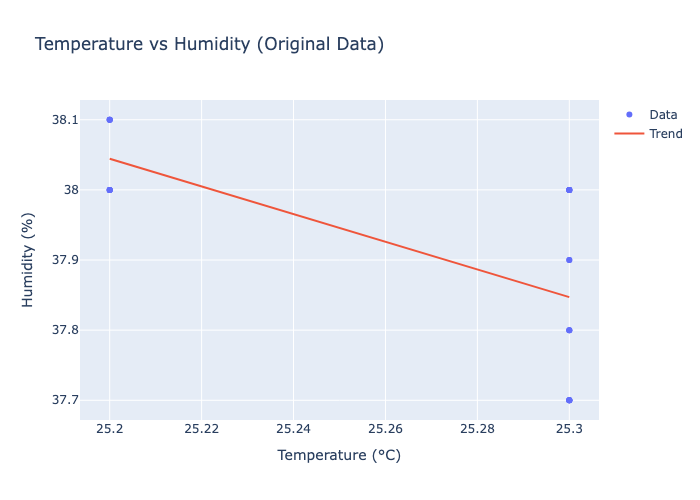 Temperature vs Humidity (Original Data)
Data
Trend
38.1
38
37.9
37.8
37.7
Humidity (%)
25.2
25.22
25.24
25.26
25.28
25.3
Temperature (°C)